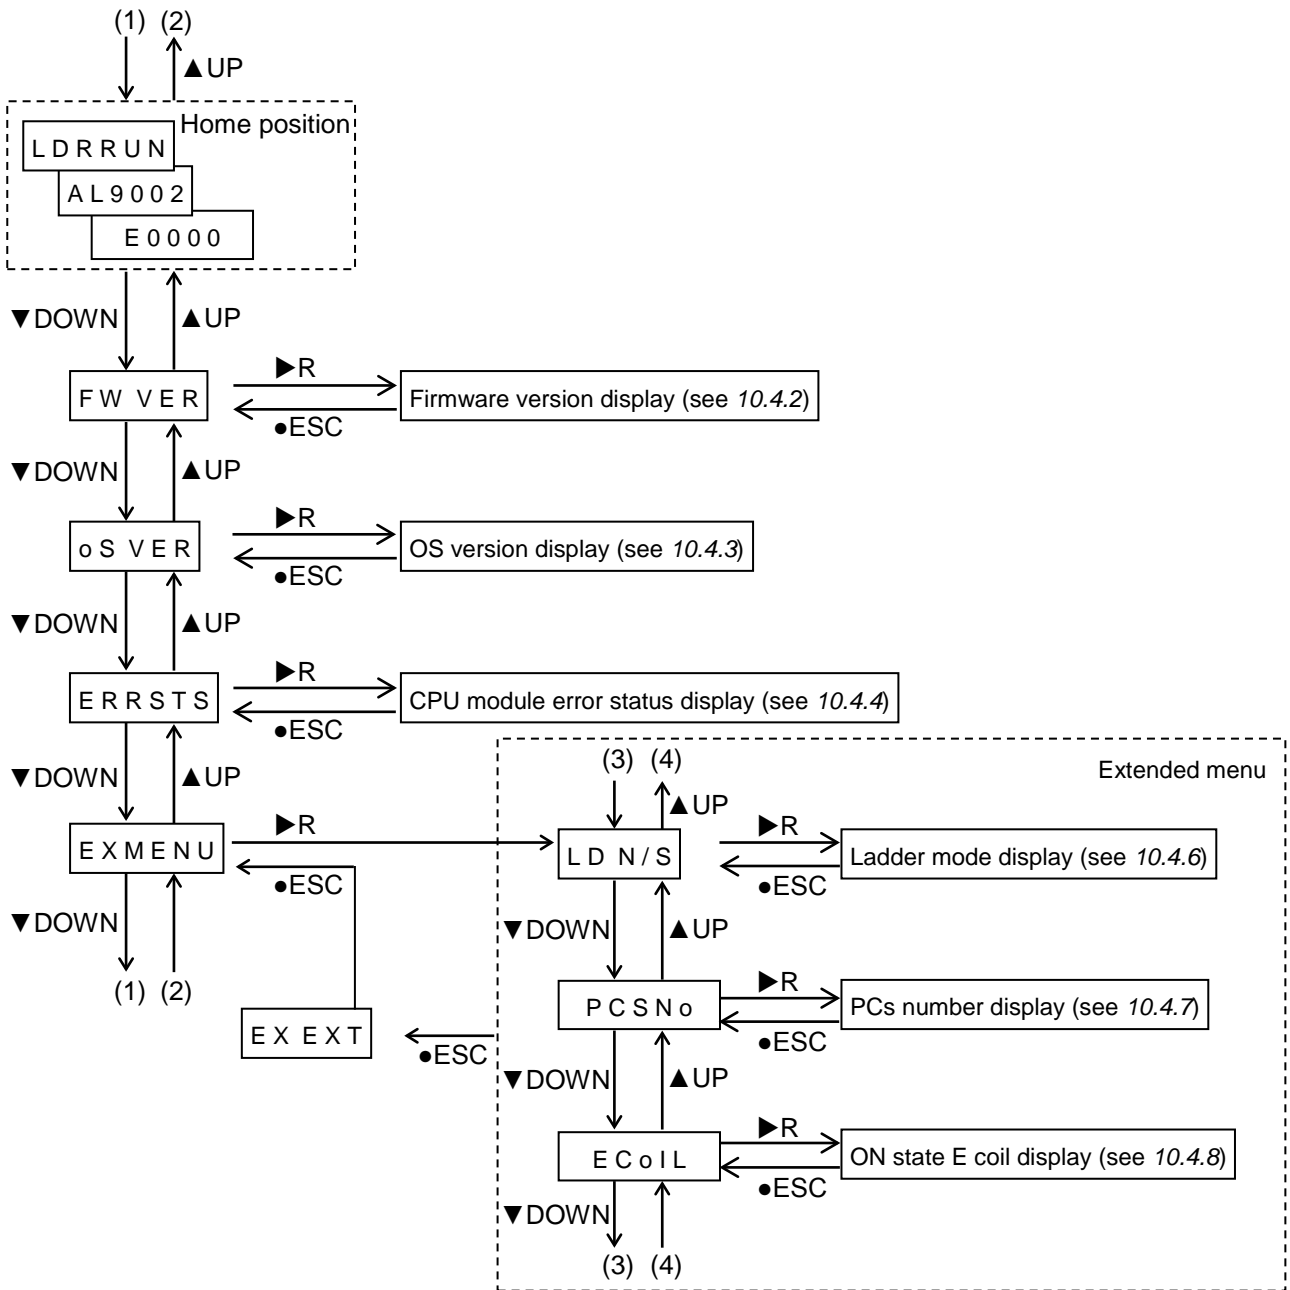 (1) (2)
▲UP
Home position
LDRRUN
AL9002
E0000
▼DOWN ▲UP
FW VER
▶R
●ESC
Firmware version display (see 10.4.2)
▼DOWN ▲UP
oS VER
▶R
●ESC
OS version display (see 10.4.3)
▼DOWN ▲UP
ERRSTS
▶R
●ESC
CPU module error status display (see 10.4.4)
▼DOWN ▲UP
EXMENU
▶R
●ESC
▼DOWN
(1) (2)
EX EXT
●ESC
Extended menu
(3) (4)
▲UP
LD N/S
▶R
●ESC
Ladder mode display (see 10.4.6)
▼DOWN ▲UP
PCSNo
▶R
●ESC
PCs number display (see 10.4.7)
▼DOWN ▲UP
ECoIL
▶R
●ESC
ON state E coil display (see 10.4.8)
▼DOWN
(3) (4)